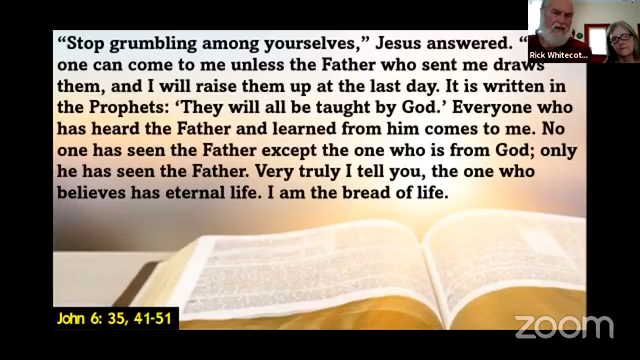 “Stop grumbling among yourselves,” Jesus answered. “
one can come to me unless the Father who sent me draws
them, and I will raise them up at the last day. It is written in
the Prophets: ‘They will all be taught by God.’ Everyone who
has heard the Father and learned from him comes to me. No
one has seen the Father except the one who is from God; only
he has seen the Father. Very truly I tell you, the one who
believes has eternal life. I am the bread of life.
John 6: 35, 41-51
Rick Whitecot...
zoom